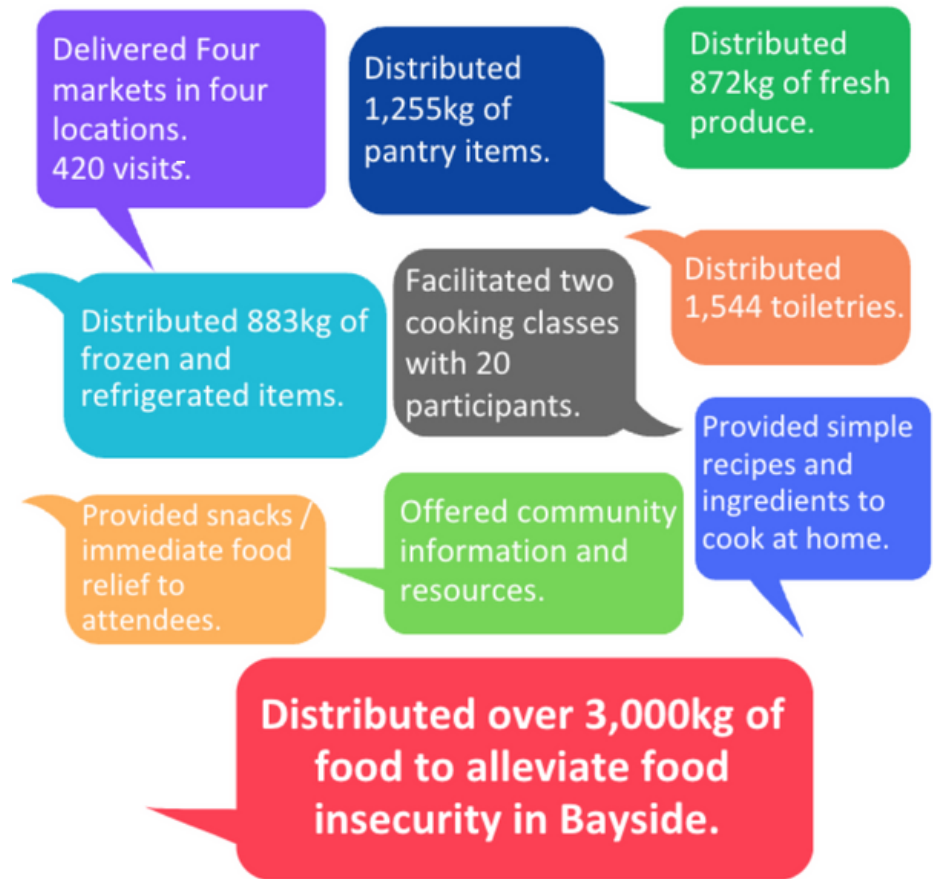 Delivered Four
markets in four
locations.
420 visits.
Distributed
1,255kg of
pantry items.
Distributed
872kg of fresh
produce.
Distributed 883kg of
frozen and
refrigerated items.
Facilitated two
cooking classes
with 20
participants.
Distributed
1,544 toiletries.
Provided snacks /
immediate food
relief to
attendees.
Offered community
information and
resources.
Provided simple
recipes and
ingredients to
cook at home.
Distributed over 3,000kg of
food to alleviate food
insecurity in Bayside.